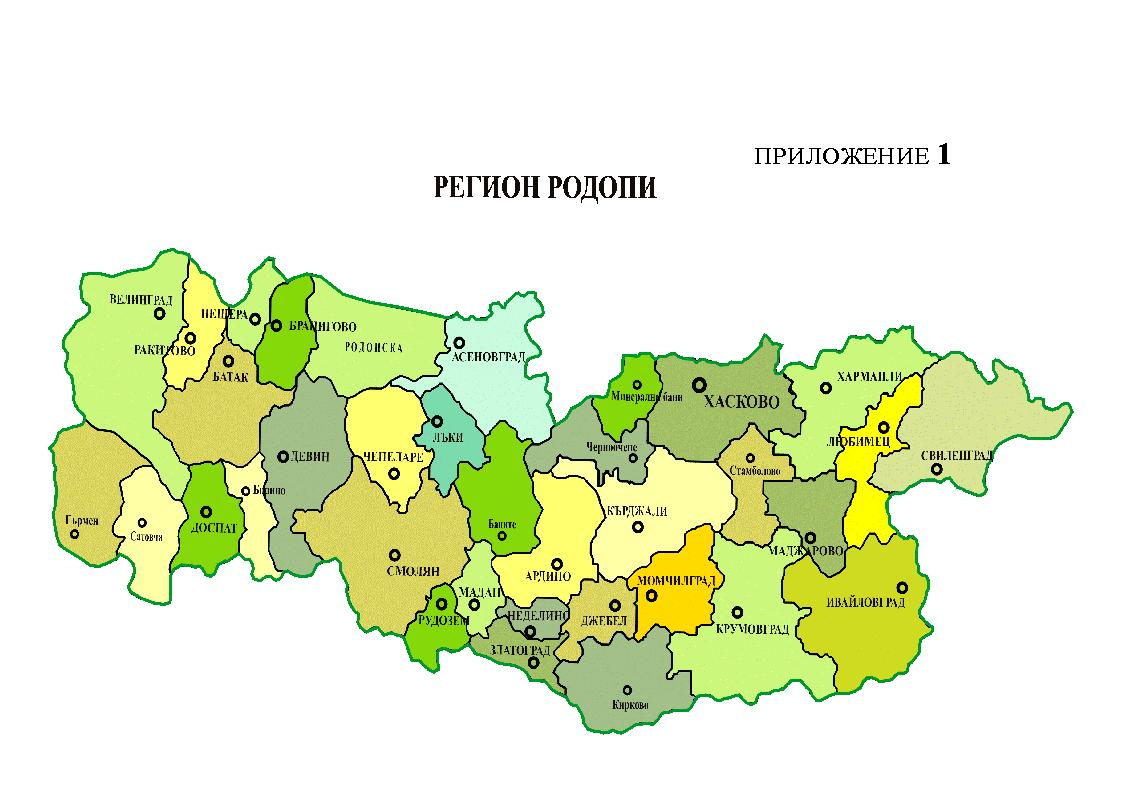 ПРИЛОЖЕНИЕ 1
РЕГИОН РОДОПИ
ВЕЛИНГРАД
ПЕЩЕРА
БРАЦИГОВО
РАКИТОВО
РОДОПСКА
АСЕНОВГРАД
БАТАК
ХАРМАНЛИ
Минерални бани
ХАСКОВО
ЛЪКИ
ЛЮБИМЕЦ
Черноочене
ДЕВИН
ЧЕПЕЛАРЕ
СВИЛЕНГРАД
Стамболово
Борино
КЪРДЖАЛИ
Гърмен
ДОСПАТ
Баните
Сатовча
МАДЖАРОВО
СМОЛЯН
АРДИНО
МОМЧИЛГРАД
МАДАН
ИВАЙЛОВГРАД
РУДОЗЕМ
НЕДЕЛИНО
ДЖЕБЕЛ
КРУМОВГРАД
ЗЛАТОГРАД
Кирково